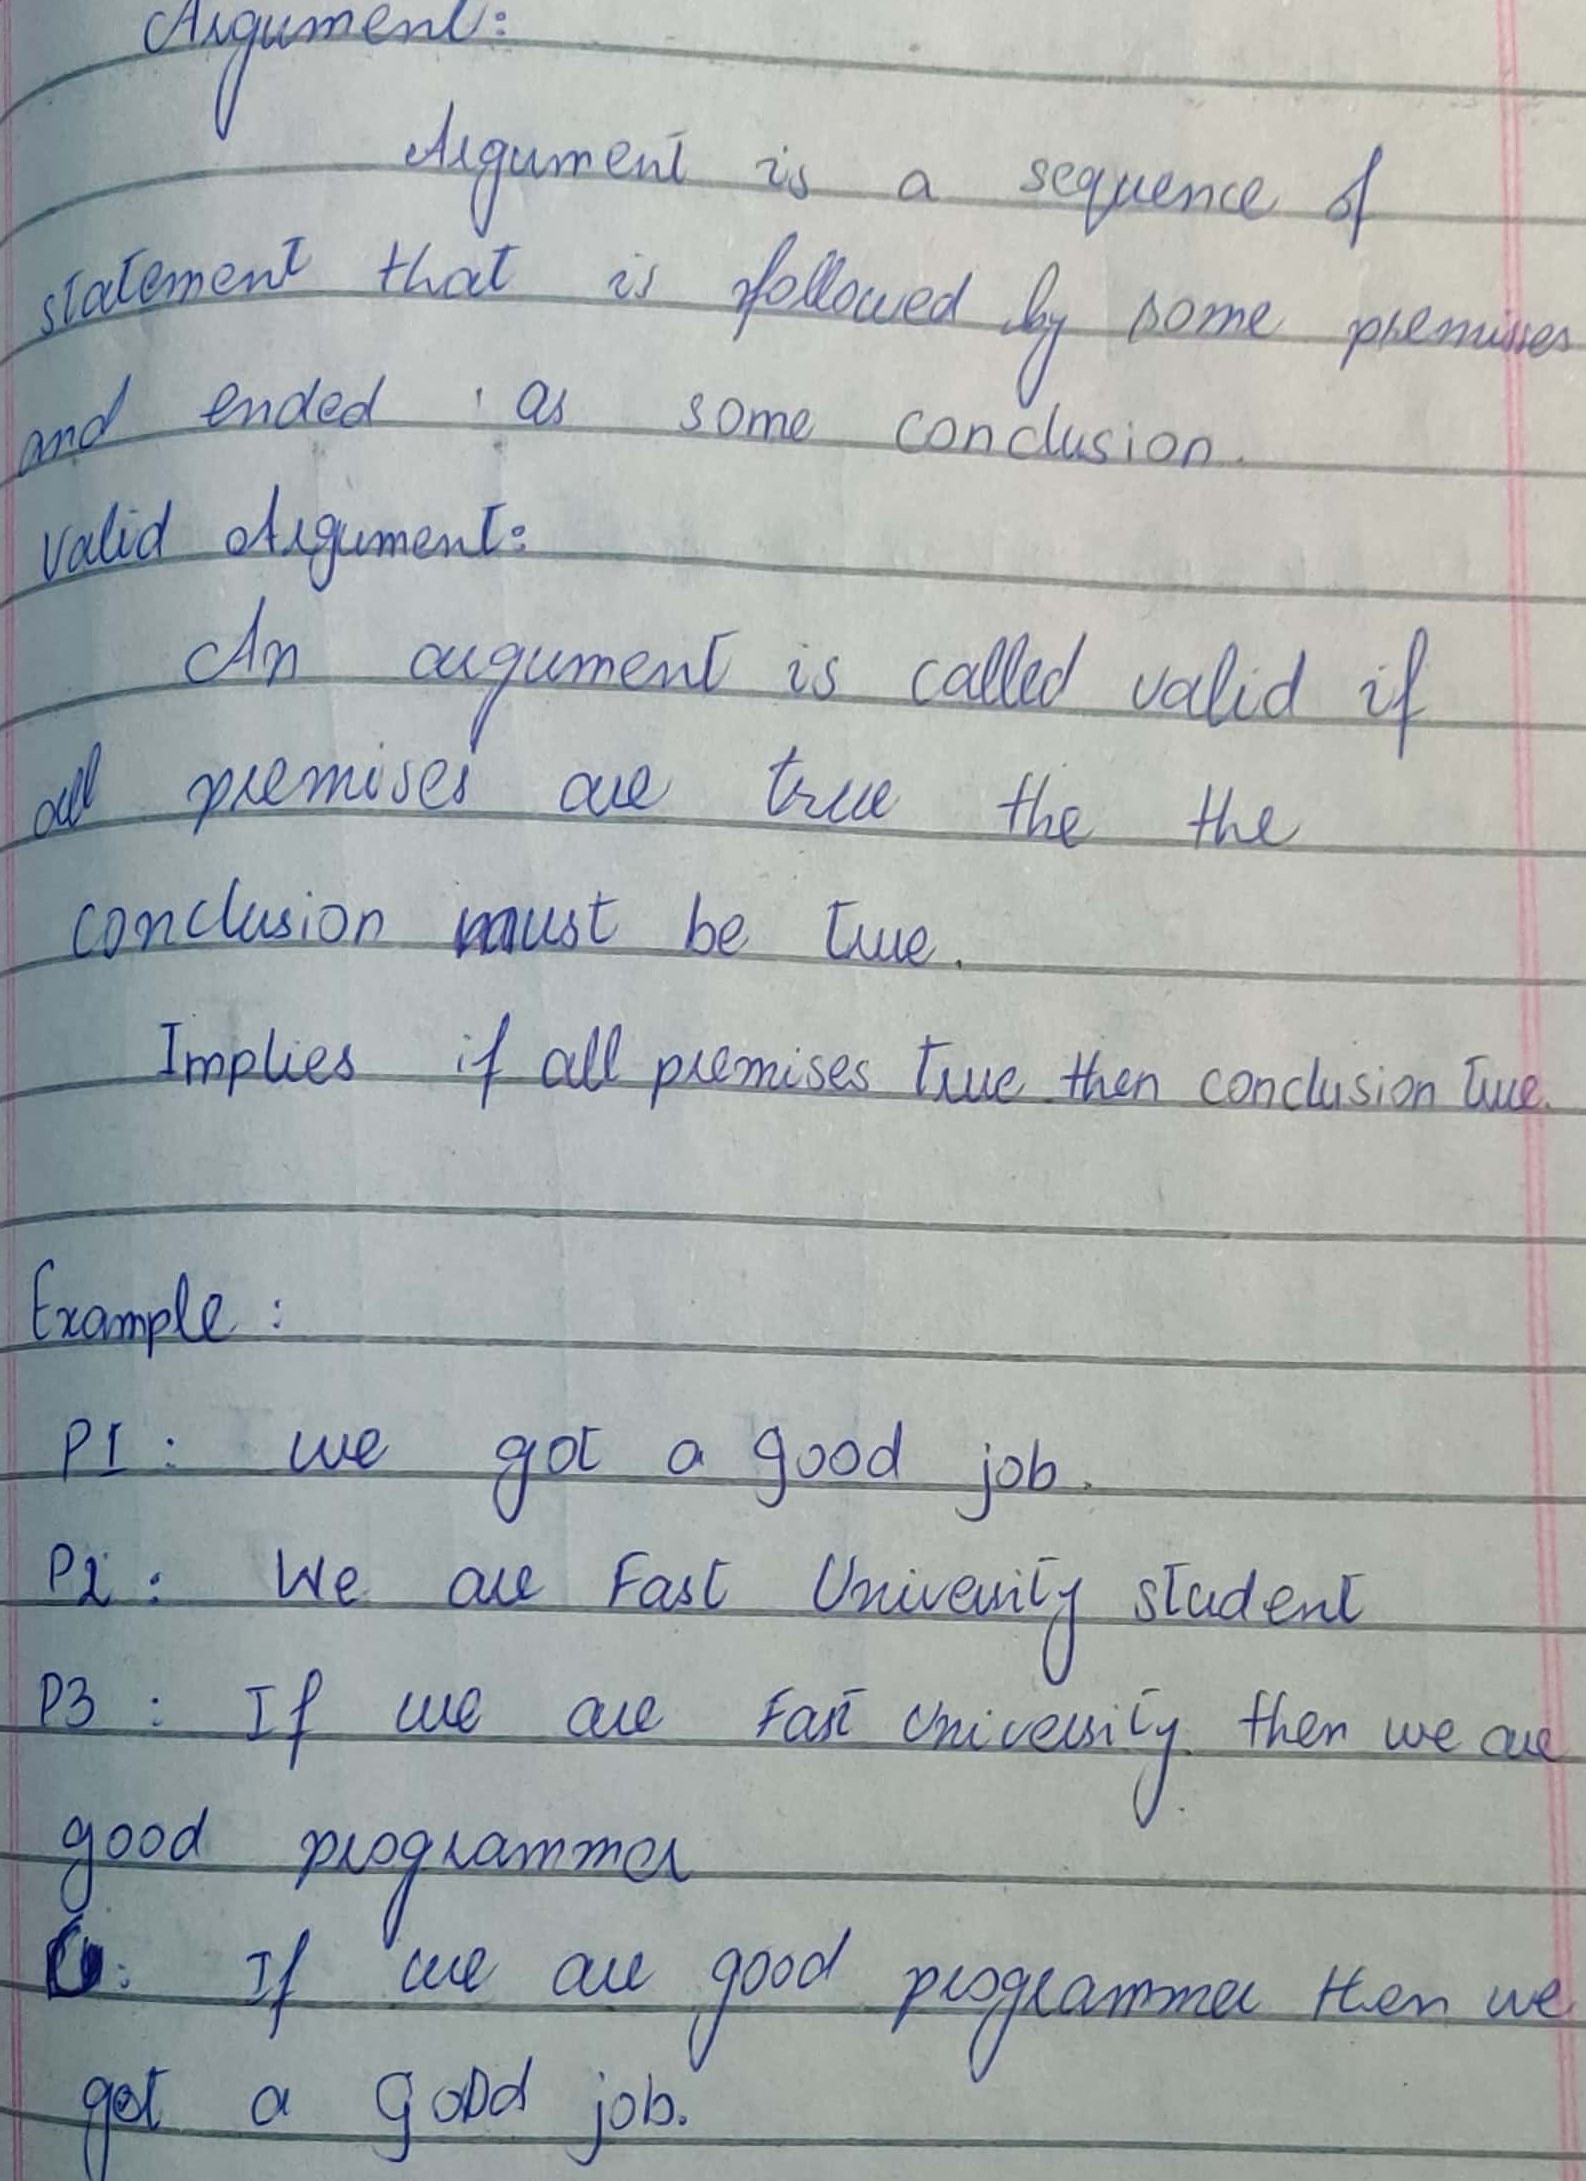 Argument:
Argument is a sequence of
statement that is followed by some premises
and ended as some conclusion.
Valid Argument:
An argument is called valid if
all premises are true the the
conclusion must be true.
Implies if all premises true then conclusion true.
Example :
P1 : we got a good job.
P2 : We are Fast University student
P3 : If we are Fast University then we are
good programmer
C : If we are good programmer then we
got a good job.